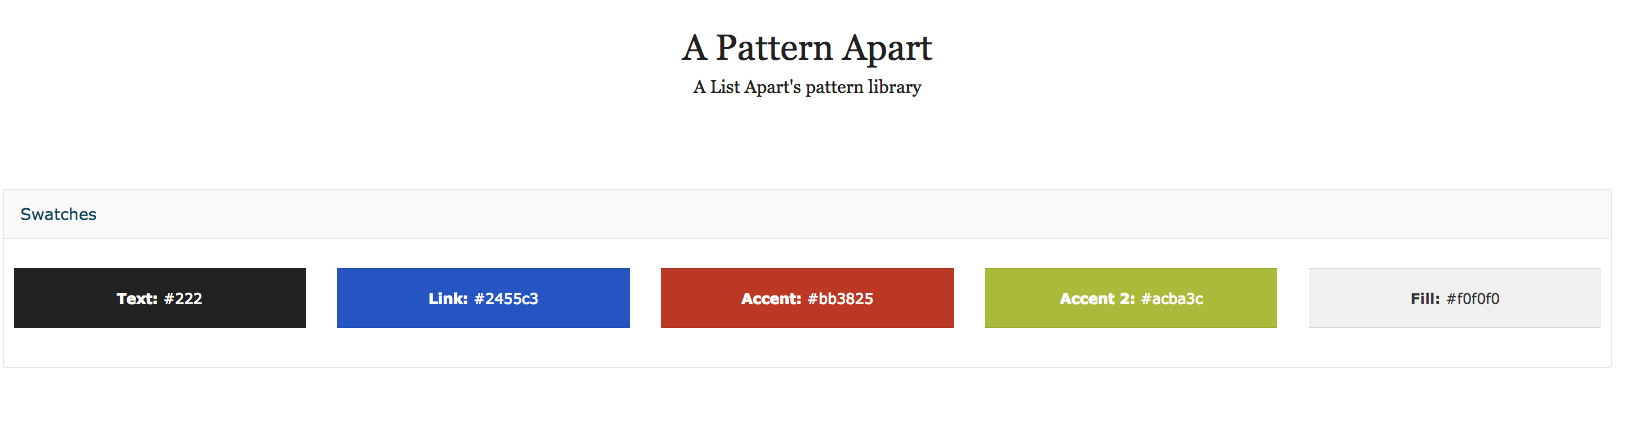 A Pattern Apart
A List Apart's pattern library
Swatches
Text: #222
Link: #2455c3
Accent: #bb3825
Accent 2: #acba3c
Fill: #f0f0f0